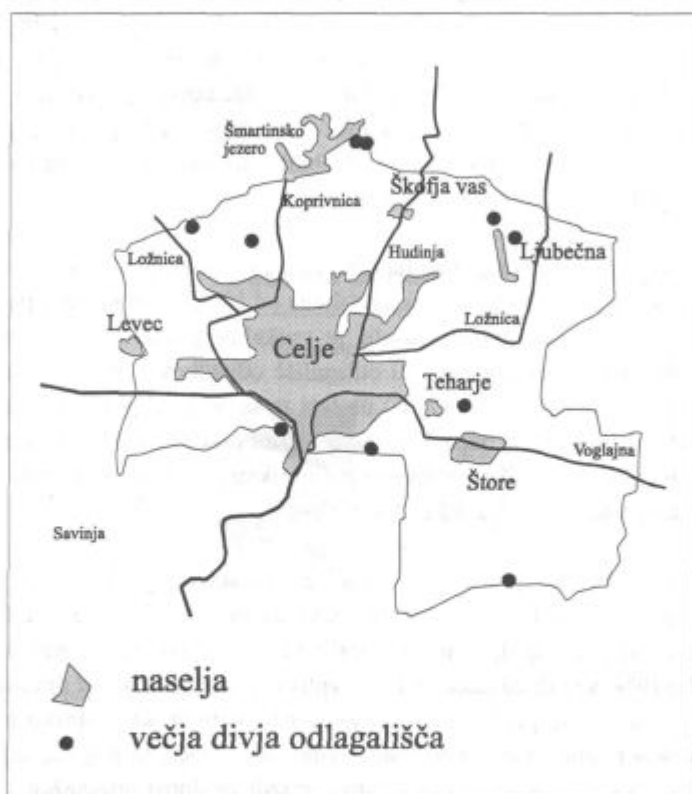 Šmartinsko
jezero
Škofja vas
Koprivnica
Ložnica
Hudinja
Ljubečna
Levec
Ložnica
Celje
Teharje
Voglajna
Štore
Savinja
naselja
večja divja odlagališča